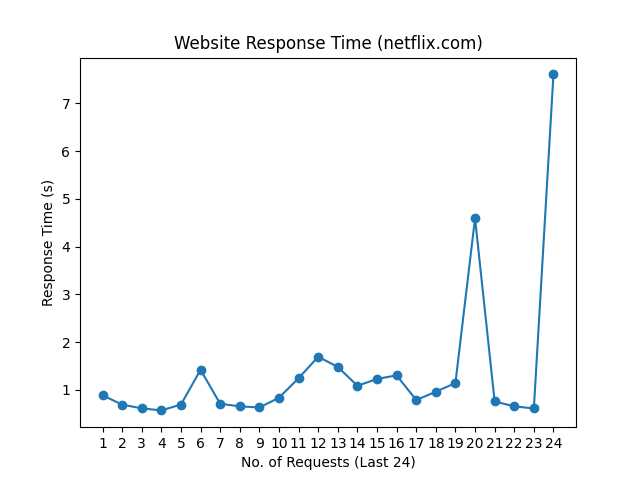 Website Response Time (netflix.com)
7
6
5
4
3
2
1
Response Time (s)
1 2 3 4 5 6 7 8 9 10 11 12 13 14 15 16 17 18 19 20 21 22 23 24
No. of Requests (Last 24)